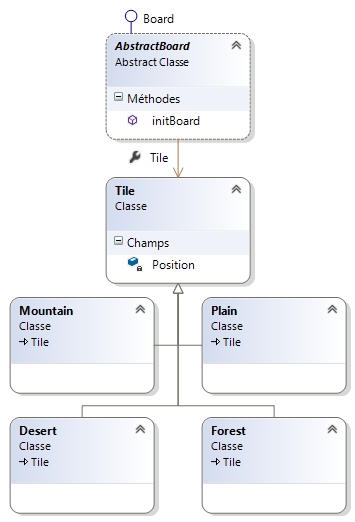 Board
AbstractBoard
Abstract Classe
Méthodes
initBoard
Tile
Tile
Classe
Champs
Position
Mountain
Classe
Tile
Plain
Classe
Tile
Desert
Classe
Tile
Forest
Classe
Tile